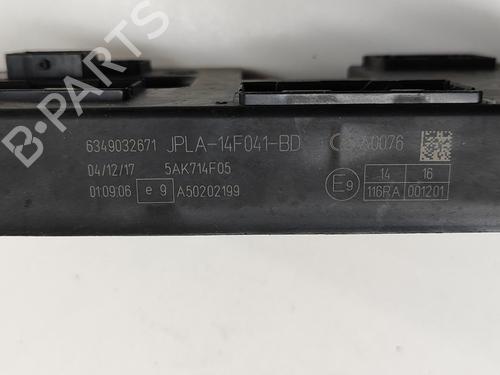 6349032671 JPLA-14F041-BD A0076
04/12/17 5AK714F05
01.09.06 e 9 A50202199
E9 14 16
116RA 001201
B-PARTS